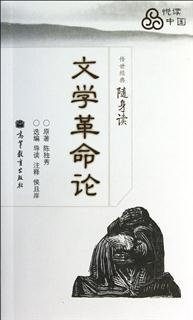 悦读
中国
传世经典
随身读
文学革命论
◎原著 陈独秀
◎选编 导读 注释 侯且岸
高等教育出版社